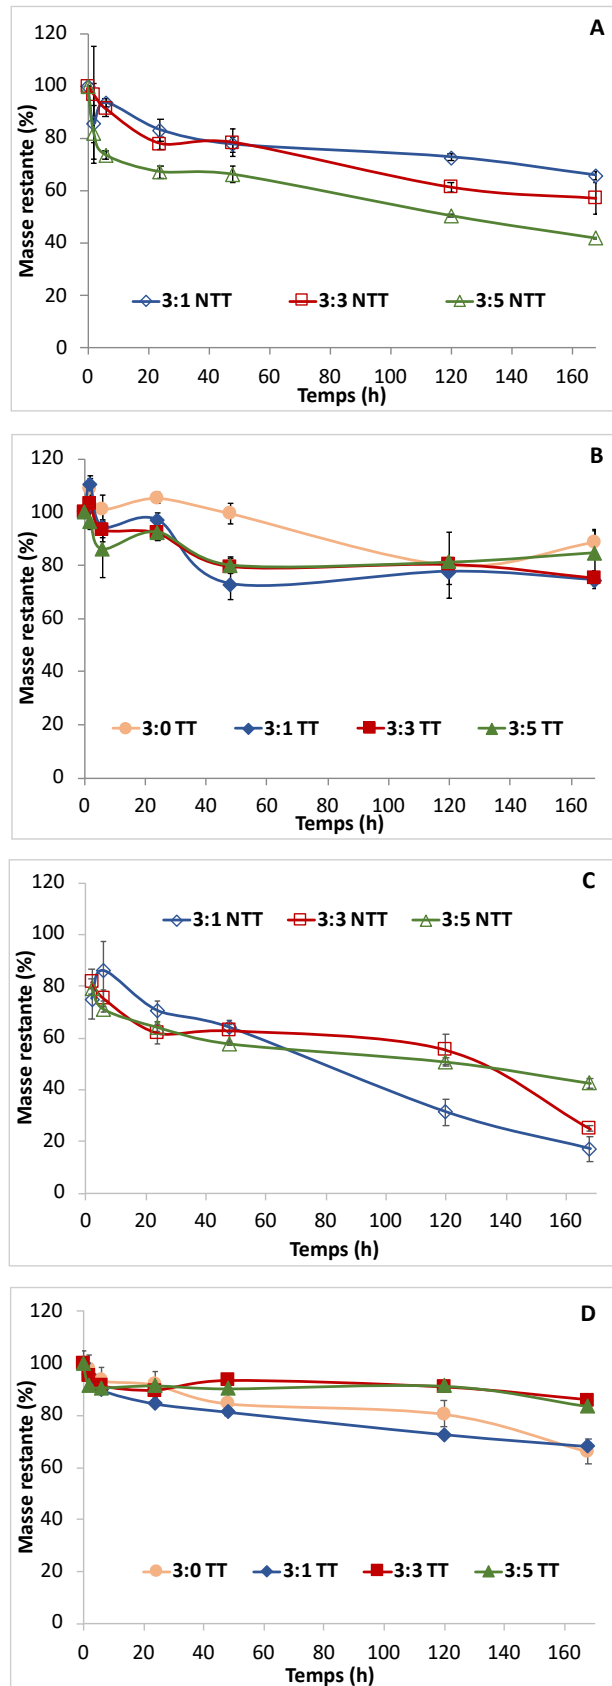 A
120
100
80
60
40
20
0
Masse restante (%)
3:1 NTT 3:3 NTT 3:5 NTT
0 20 40 60 80 100 120 140 160
Temps (h)
B
120
100
80
60
40
20
0
Masse restante (%)
3:0 TT 3:1 TT 3:3 TT 3:5 TT
0 20 40 60 80 100 120 140 160
Temps (h)
C
120
100
80
60
40
20
0
Masse restante (%)
3:1 NTT 3:3 NTT 3:5 NTT
0 20 40 60 80 100 120 140 160
Temps (h)
D
120
100
80
60
40
20
0
Masse restante (%)
3:0 TT 3:1 TT 3:3 TT 3:5 TT
0 20 40 60 80 100 120 140 160
Temps (h)